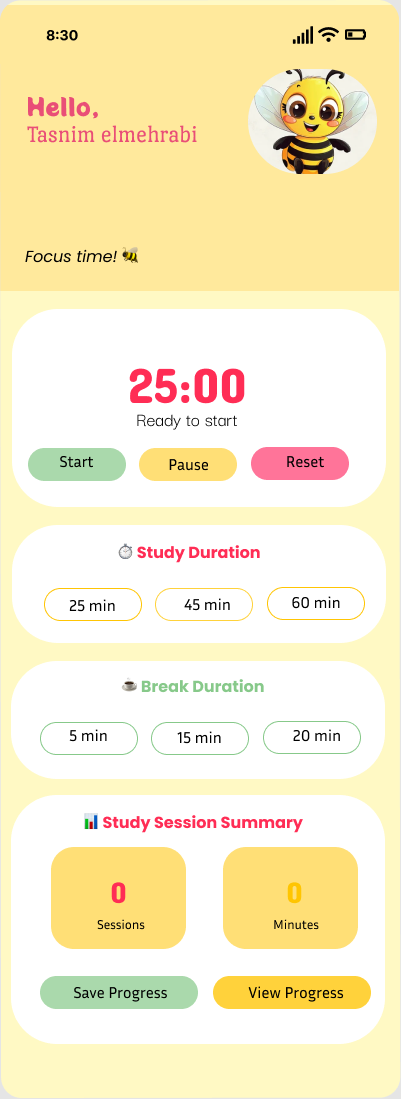 8:30
Hello,
Tasnim elmehrabi
Focus time! 🐝
25:00
Ready to start
Start Pause Reset
⏱️ Study Duration
25 min 45 min 60 min
☕ Break Duration
5 min 15 min 20 min
📊 Study Session Summary
0 0
Sessions Minutes
Save Progress View Progress